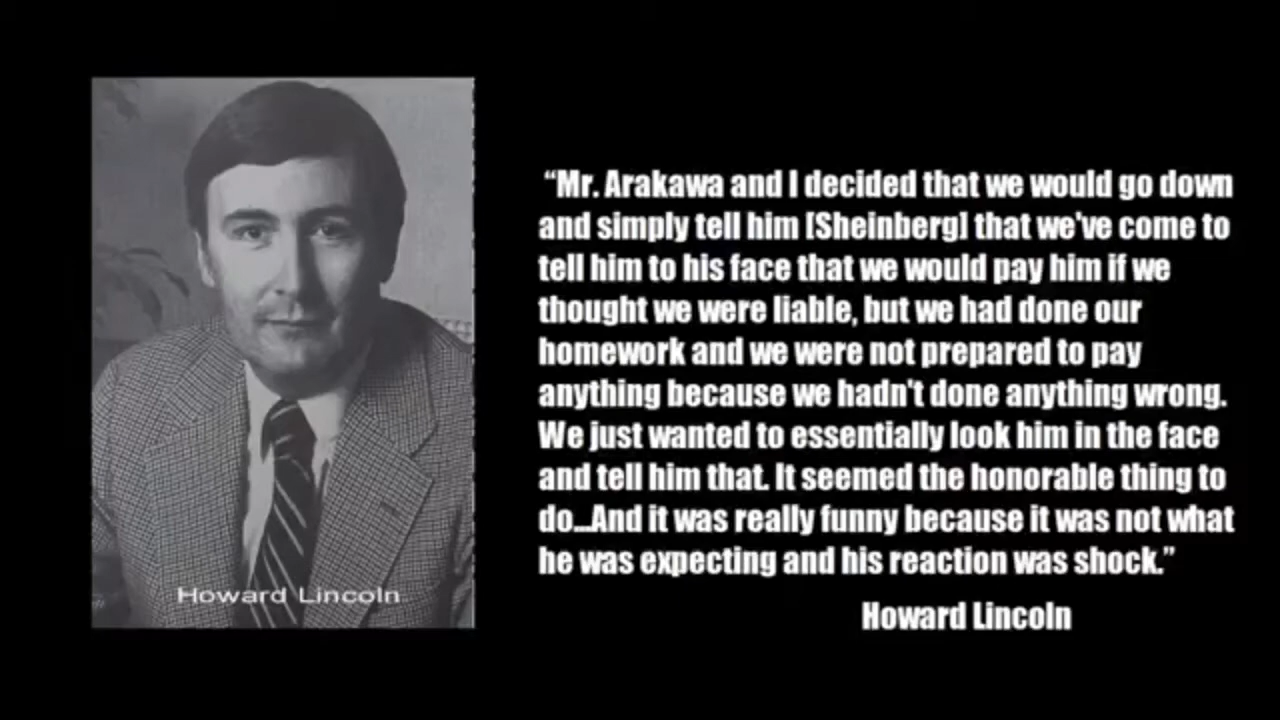 Howard Lincoln
“Mr. Arakawa and I decided that we would go down
and simply tell him [Sheinberg] that we've come to
tell him to his face that we would pay him if we
thought we were liable, but we had done our
homework and we were not prepared to pay
anything because we hadn't done anything wrong.
We just wanted to essentially look him in the face
and tell him that. It seemed the honorable thing to
do...And it was really funny because it was not what
he was expecting and his reaction was shock.”
Howard Lincoln